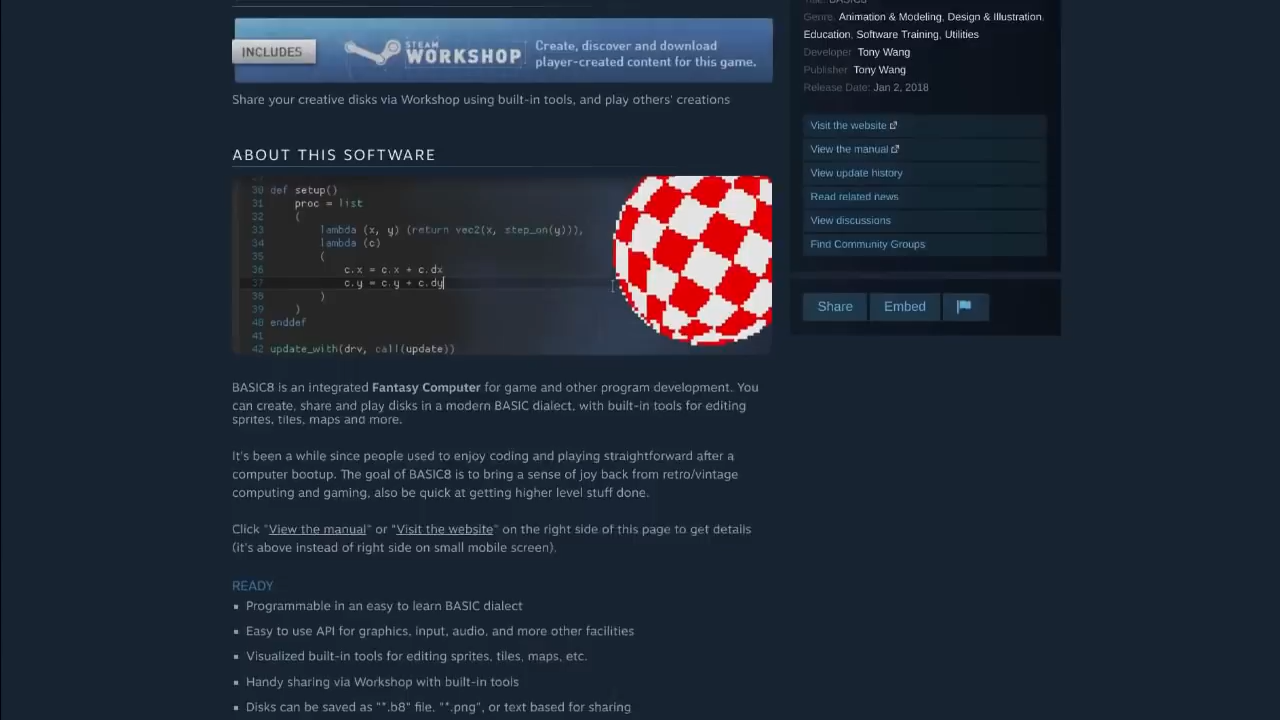 INCLUDES
STEAM
WORKSHOP
Create, discover and download
player-created content for this game.
Share your creative disks via Workshop using built-in tools, and play others' creations
ABOUT THIS SOFTWARE
30 def setup()
31 proc = list
32 (
33 lambda (x, y) (return vec2(x, step_on(y))),
34 lambda (c)
35 (
36 c.x = c.x + c.dx
37 c.y = c.y + c.dy
38 )
39 )
40 enddef
41
42 update_with(drv, call(update))
BASIC8 is an integrated Fantasy Computer for game and other program development. You
can create, share and play disks in a modern BASIC dialect, with built-in tools for editing
sprites, tiles, maps and more.
It's been a while since people used to enjoy coding and playing straightforward after a
computer bootup. The goal of BASIC8 is to bring a sense of joy back from retro/vintage
computing and gaming, also be quick at getting higher level stuff done.
Click "View the manual" or "Visit the website" on the right side of this page to get details
(it's above instead of right side on small mobile screen).
READY
Programmable in an easy to learn BASIC dialect
Easy to use API for graphics, input, audio, and more other facilities
Visualized built-in tools for editing sprites, tiles, maps, etc.
Handy sharing via Workshop with built-in tools
Disks can be saved as "*.b8" file, "*.png", or text based for sharing
Genre: Animation & Modeling, Design & Illustration,
Education, Software Training, Utilities
Developer Tony Wang
Publisher Tony Wang
Release Date: Jan 2, 2018
Visit the website
View the manual
View update history
Read related news
View discussions
Find Community Groups
Share
Embed